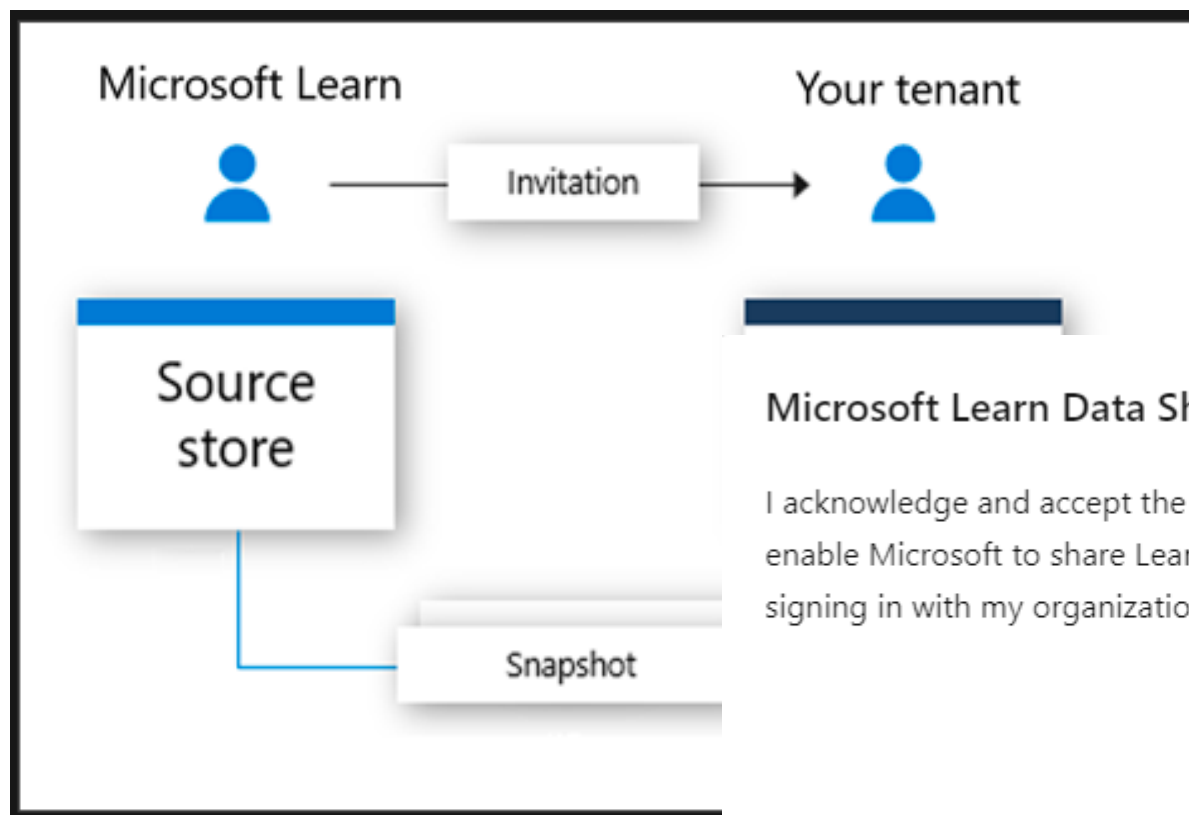 Microsoft Learn
Your tenant
Invitation
Source
store
Snapshot
Microsoft Learn Data
I acknowledge and accept the
enable Microsoft to share
signing in with my